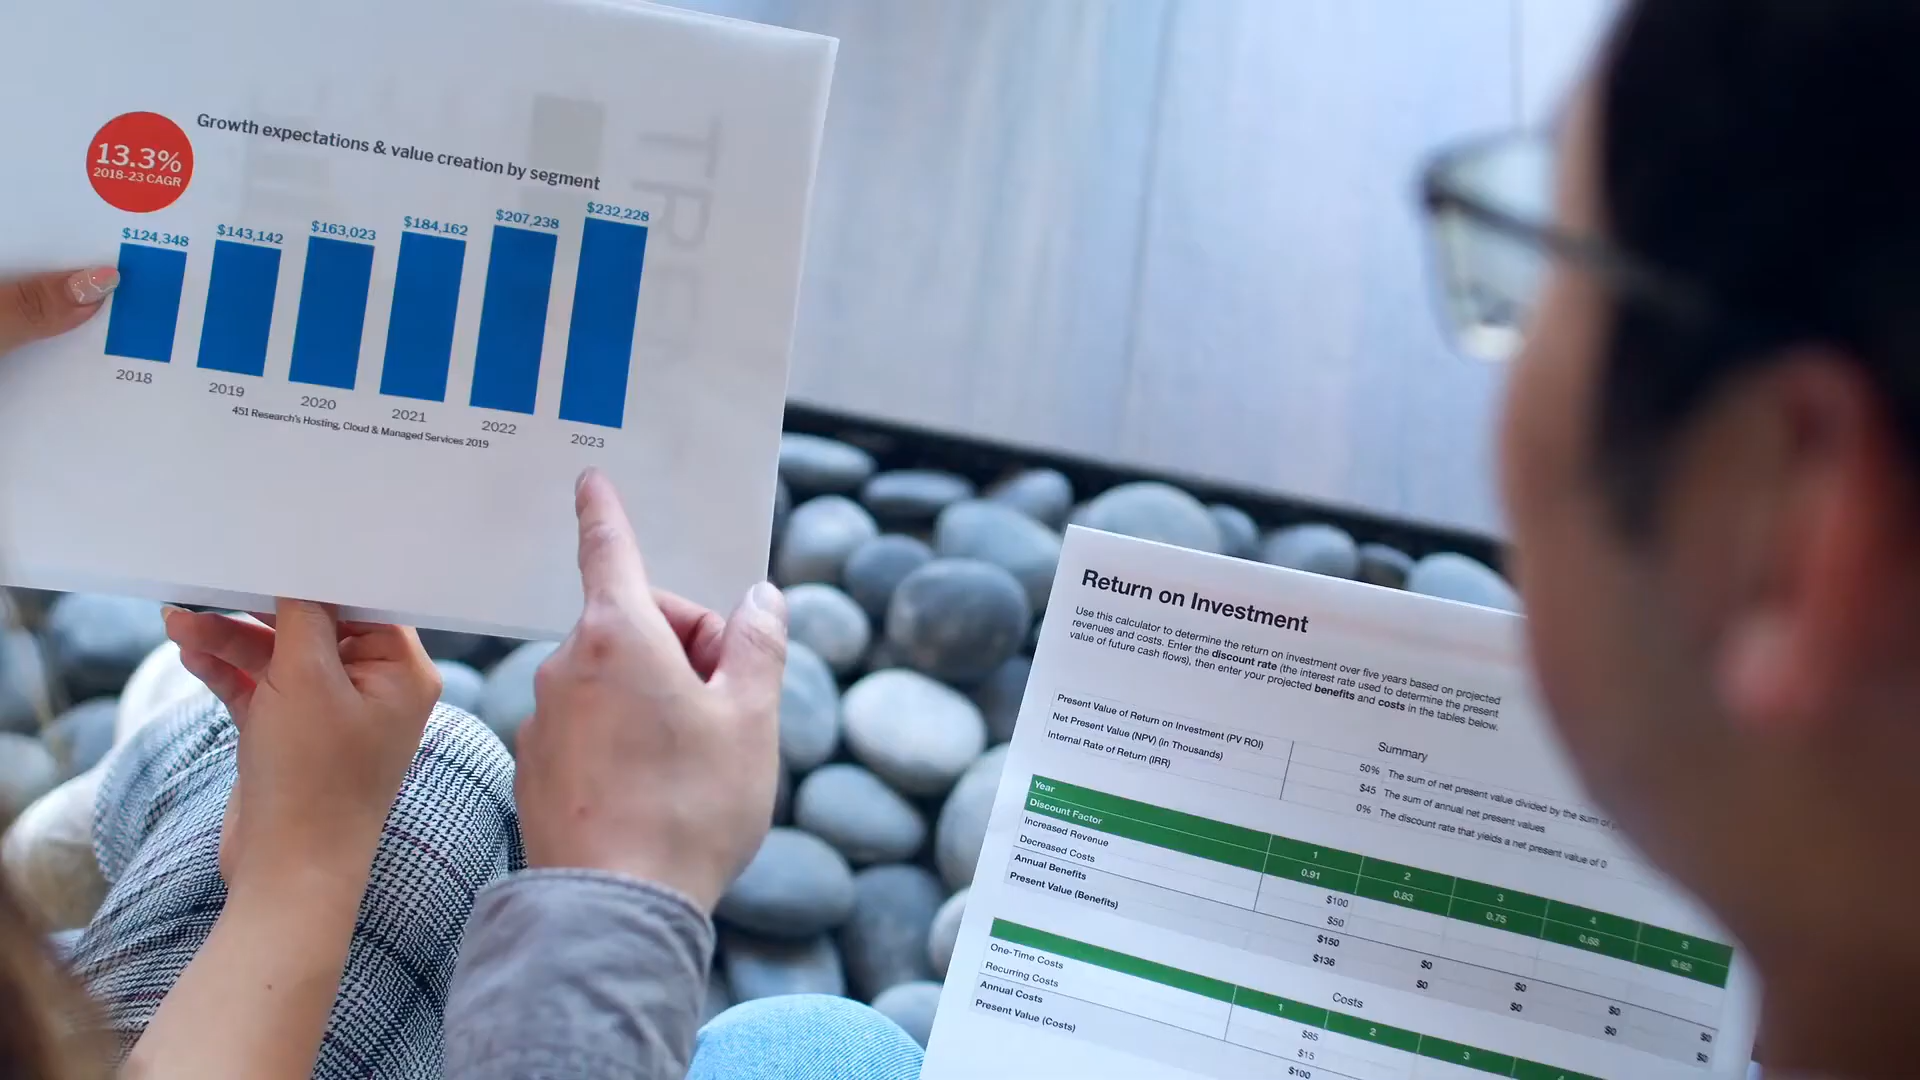 Growth expectations & value creation by segment
13.3%
2018-23 CAGR
$124,348
$143,142
$163,023
$184,162
$207,238
$232,228
2018
2019
2020
2021
2022
2023
451 Research's Hosting, Cloud & Managed Services 2019
Return on Investment
Use this calculator to determine the return on investment over five years based on projected
revenues and costs. Enter the discount rate (the interest rate used to determine the present
value of future cash flows), then enter your projected benefits and costs in the tables below.
Summary
Present Value of Return on Investment (PV ROI) 50% The sum of net present value divided by the sum of
Net Present Value (NPV) (in Thousands) $45 The sum of annual net present values
Internal Rate of Return (IRR) 0% The discount rate that yields a net present value of 0
Year 1 2 3 4 5
Discount Factor 0.91 0.83 0.75 0.68 0.62
Increased Revenue $100
Decreased Costs $50
Annual Benefits $150 $0 $0 $0 $0
Present Value (Benefits) $136 $0 $0 $0 $0
Costs
1 2 3 4
One-Time Costs $85
Recurring Costs $15
Annual Costs $100
Present Value (Costs)